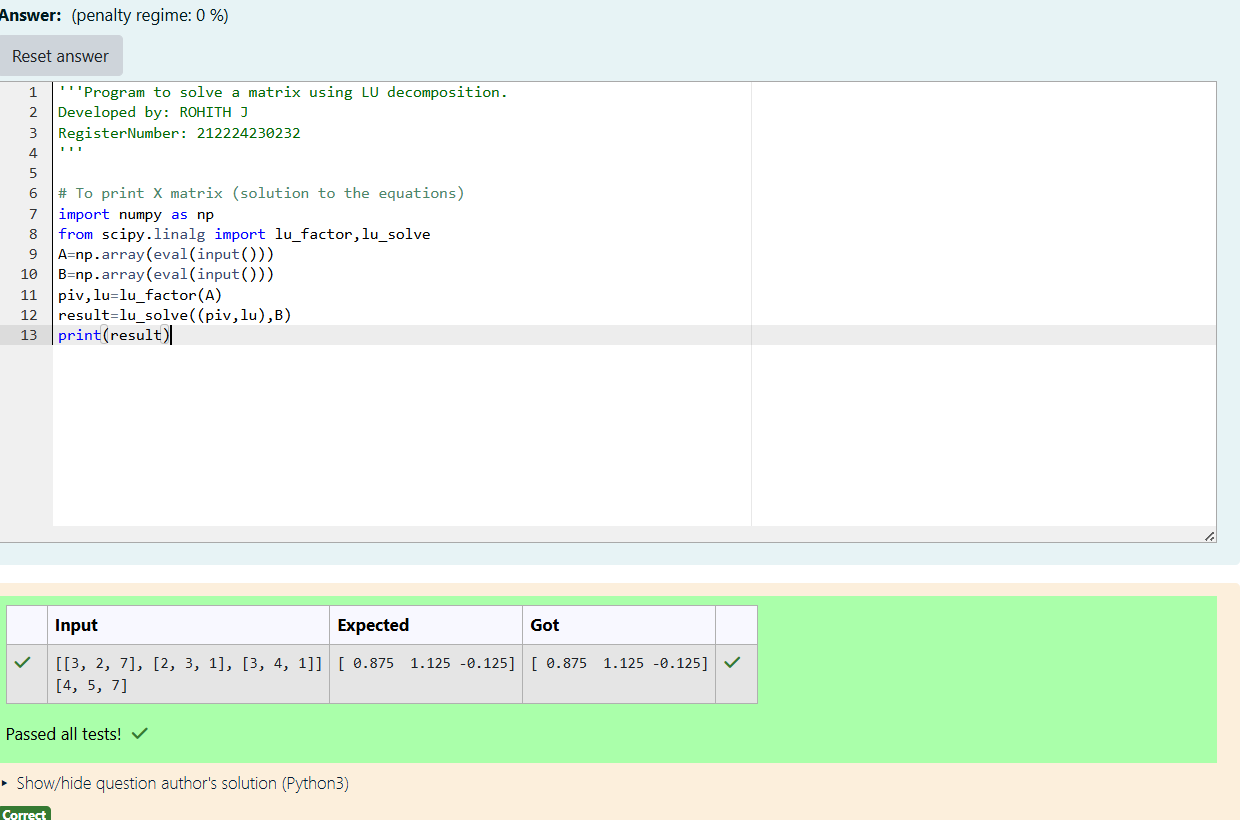 Answer: (penalty regime: 0 %)
Reset answer
1 '''Program to solve a matrix using LU decomposition.
2 Developed by: ROHITH J
3 RegisterNumber: 212224230232
4 '''
5
6 # To print X matrix (solution to the equations)
7 import numpy as np
8 from scipy.linalg import lu_factor,lu_solve
9 A=np.array(eval(input()))
10 B=np.array(eval(input()))
11 piv,lu=lu_factor(A)
12 result=lu_solve((piv,lu),B)
13 print(result)
Input Expected Got
[[3, 2, 7], [2, 3, 1], [3, 4, 1]] [ 0.875  1.125 -0.125] [ 0.875  1.125 -0.125]
[4, 5, 7]
Passed all tests!
Show/hide question author's solution (Python3)
Correct